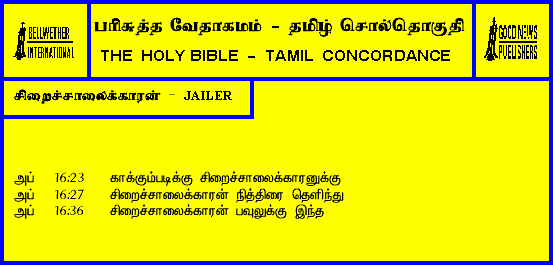 BELLWETHER
INTERNATIONAL
பரிசுத்த வேதாகமம் - தமிழ் சொல்தொகுதி
THE HOLY BIBLE - TAMIL CONCORDANCE
GOOD NEWS
PUBLISHERS
சிறைச்சாலைக்காரன் - JAILER
அப் 16:23 காக்கும்படிக்கு சிறைச்சாலைக்காரனுக்கு
அப் 16:27 சிறைச்சாலைக்காரன் நித்திரை தெளிந்து
அப் 16:36 சிறைச்சாலைக்காரன் பவுலுக்கு இந்த